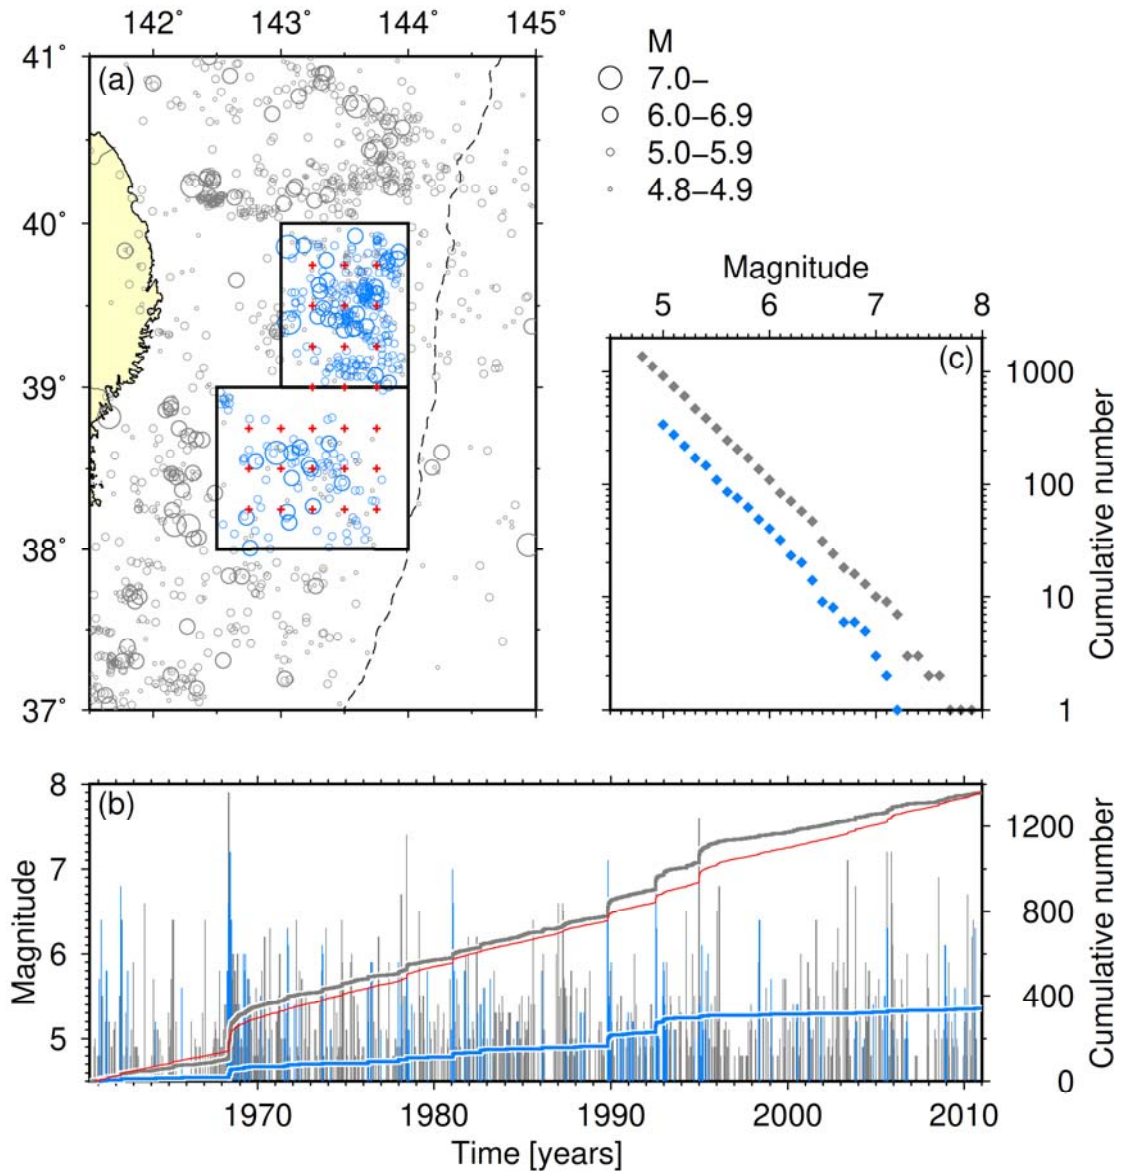 142° 143° 144° 145°
(a)
41°
40°
39°
38°
37°
M
7.0–
6.0–6.9
5.0–5.9
4.8–4.9
Magnitude
5 6 7 8
(c)
1000
100
10
1
Cumulative number
(b)
8
7
6
5
Magnitude
1200
800
400
0
Cumulative number
1970 1980 1990 2000 2010
Time [years]